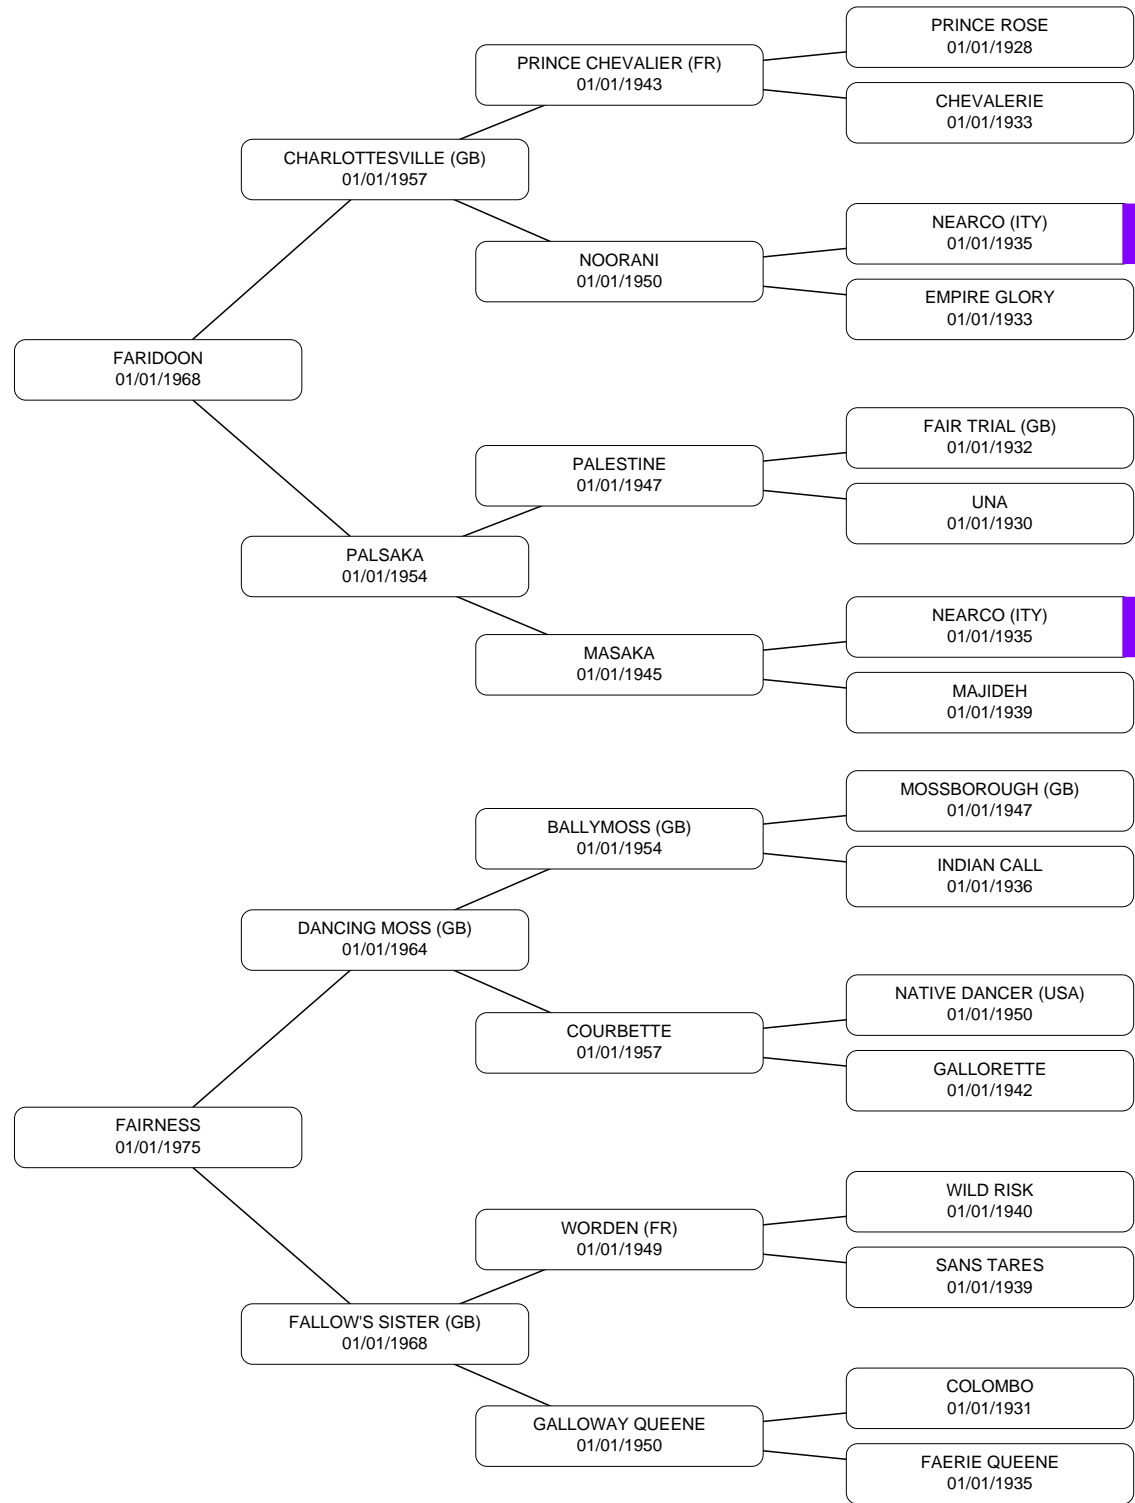 PRINCE ROSE
01/01/1928
PRINCE CHEVALIER (FR)
01/01/1943
CHEVALERIE
01/01/1933
CHARLOTTESVILLE (GB)
01/01/1957
NEARCO (ITY)
01/01/1935
NOORANI
01/01/1950
EMPIRE GLORY
01/01/1933
FARIDOON
01/01/1968
FAIR TRIAL (GB)
01/01/1932
PALESTINE
01/01/1947
UNA
01/01/1930
PALSAKA
01/01/1954
NEARCO (ITY)
01/01/1935
MASAKA
01/01/1945
MAJIDEH
01/01/1939
MOSSBOROUGH (GB)
01/01/1947
BALLYMOSS (GB)
01/01/1954
INDIAN CALL
01/01/1936
DANCING MOSS (GB)
01/01/1964
NATIVE DANCER (USA)
01/01/1950
COURBETTE
01/01/1957
GALLORETTE
01/01/1942
FAIRNESS
01/01/1975
WILD RISK
01/01/1940
WORDEN (FR)
01/01/1949
SANS TARES
01/01/1939
FALLOW'S SISTER (GB)
01/01/1968
COLOMBO
01/01/1931
GALLOWAY QUEENE
01/01/1950
FAERIE QUEENE
01/01/1935